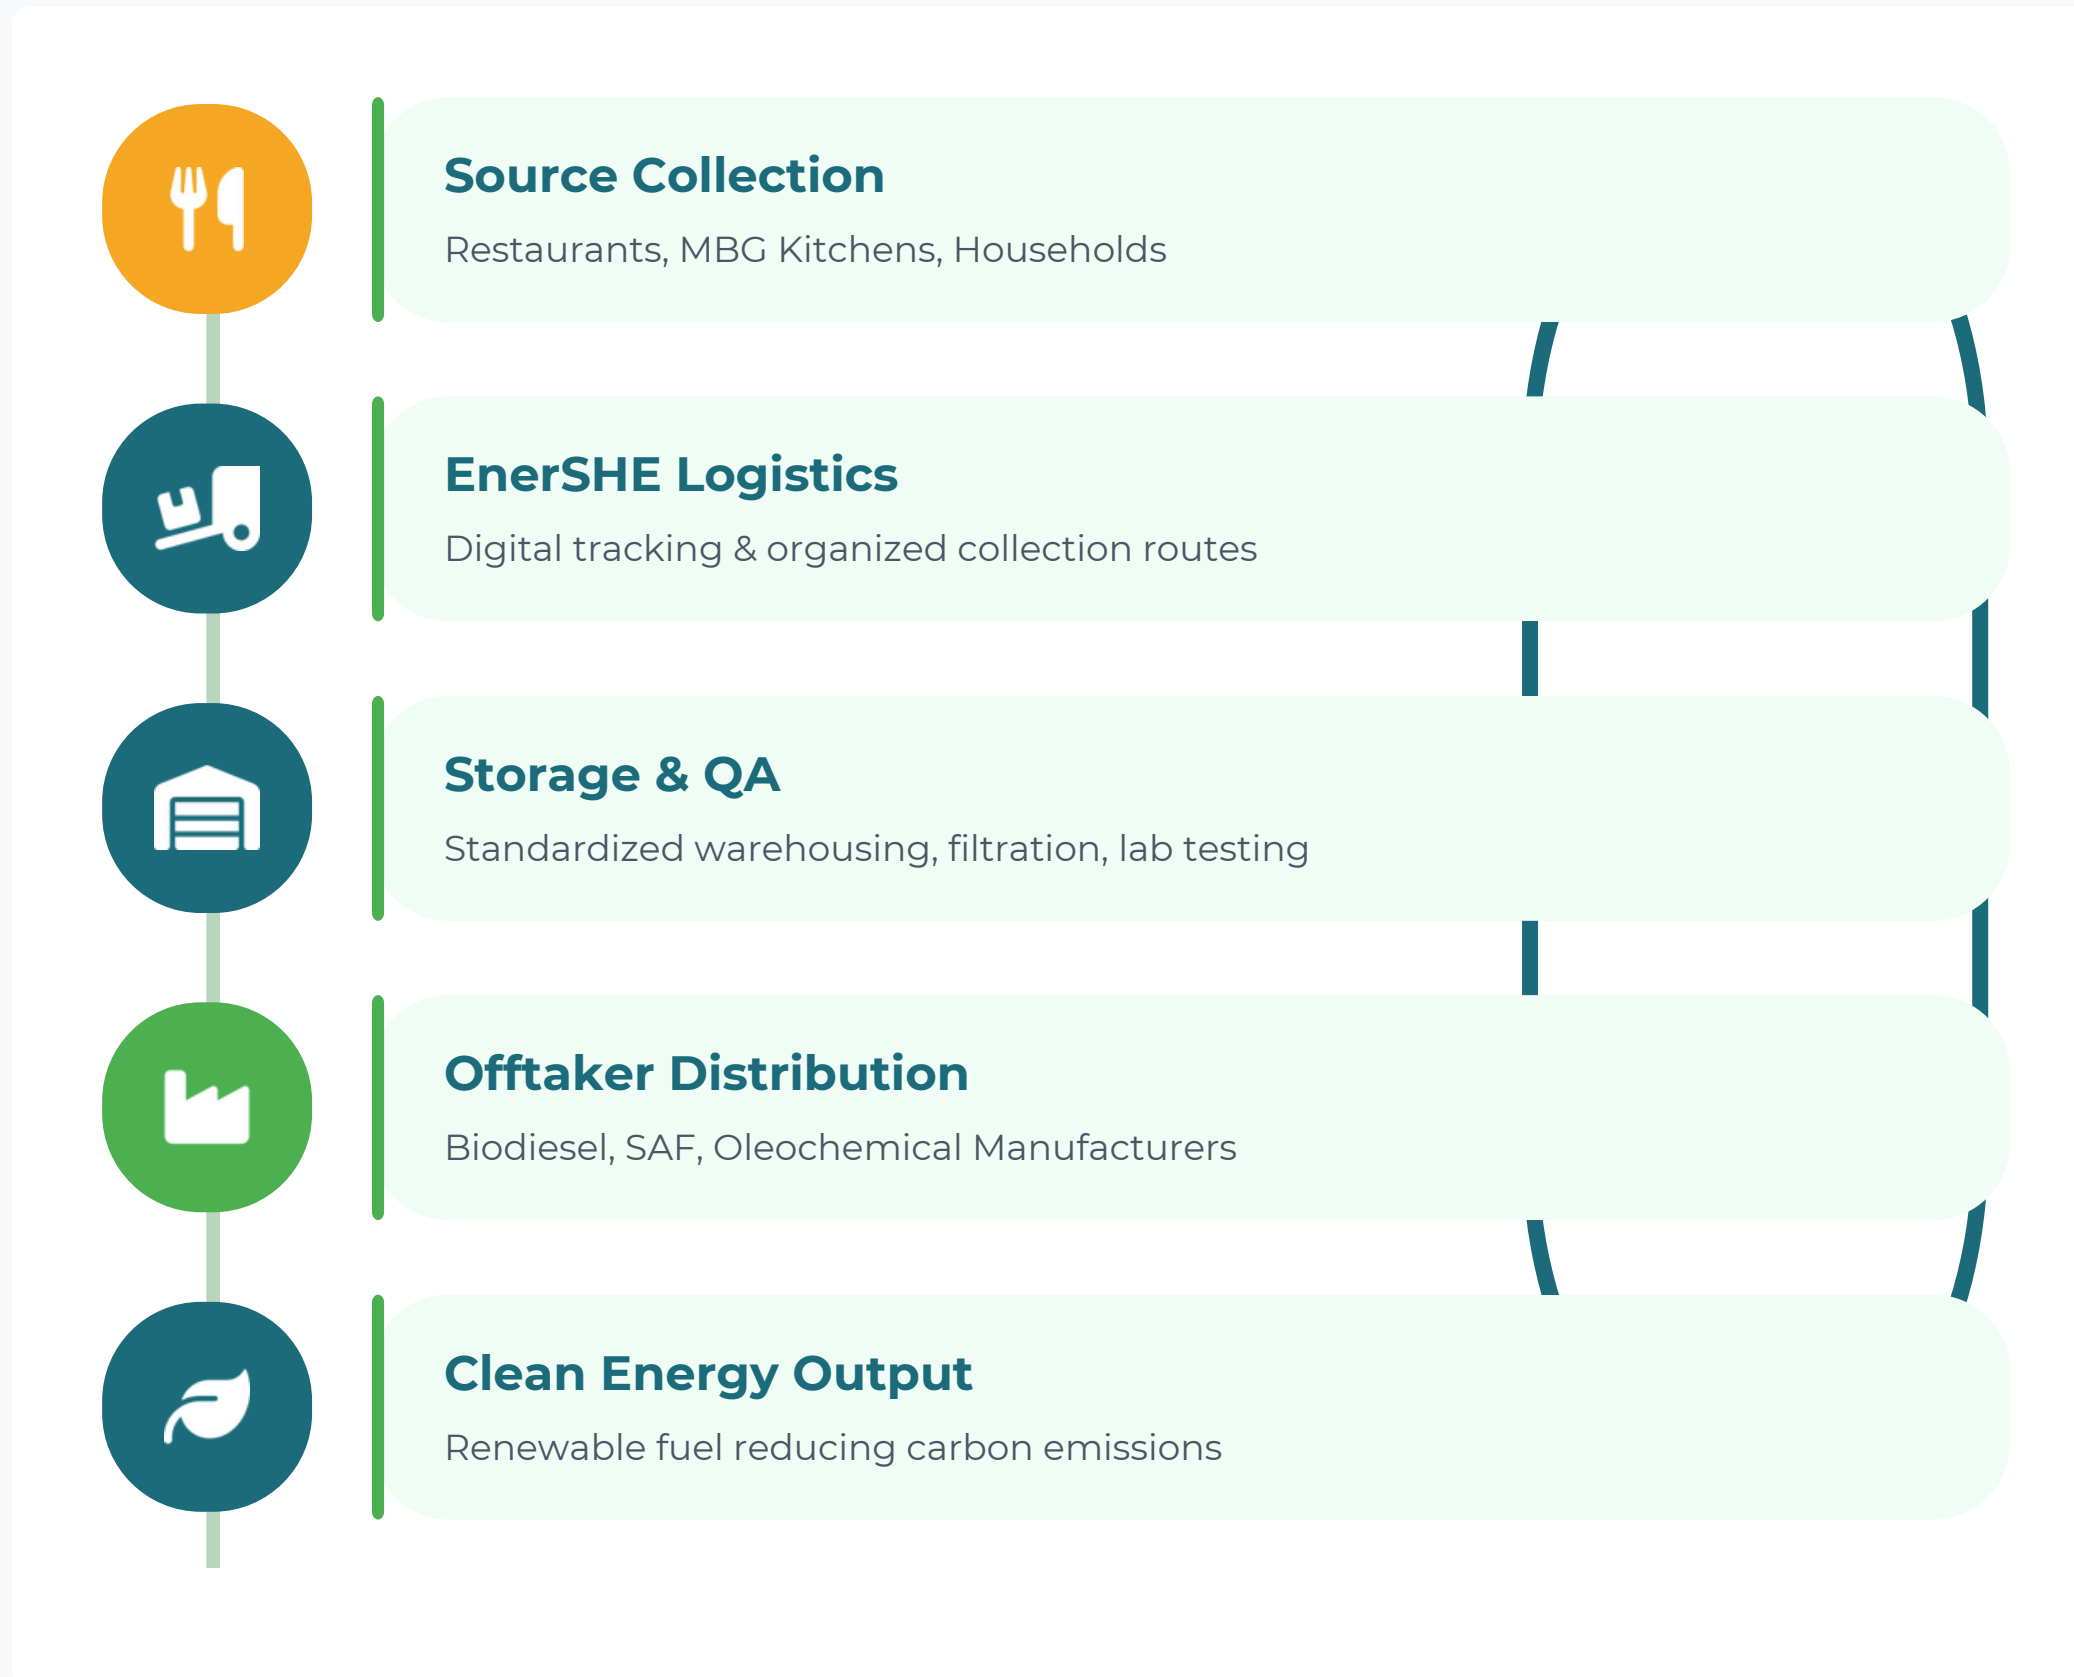 Source Collection
Restaurants, MBG Kitchens, Households
EnerSHE Logistics
Digital tracking & organized collection routes
Storage & QA
Standardized warehousing, filtration, lab testing
Offtaker Distribution
Biodiesel, SAF, Oleochemical Manufacturers
Clean Energy Output
Renewable fuel reducing carbon emissions